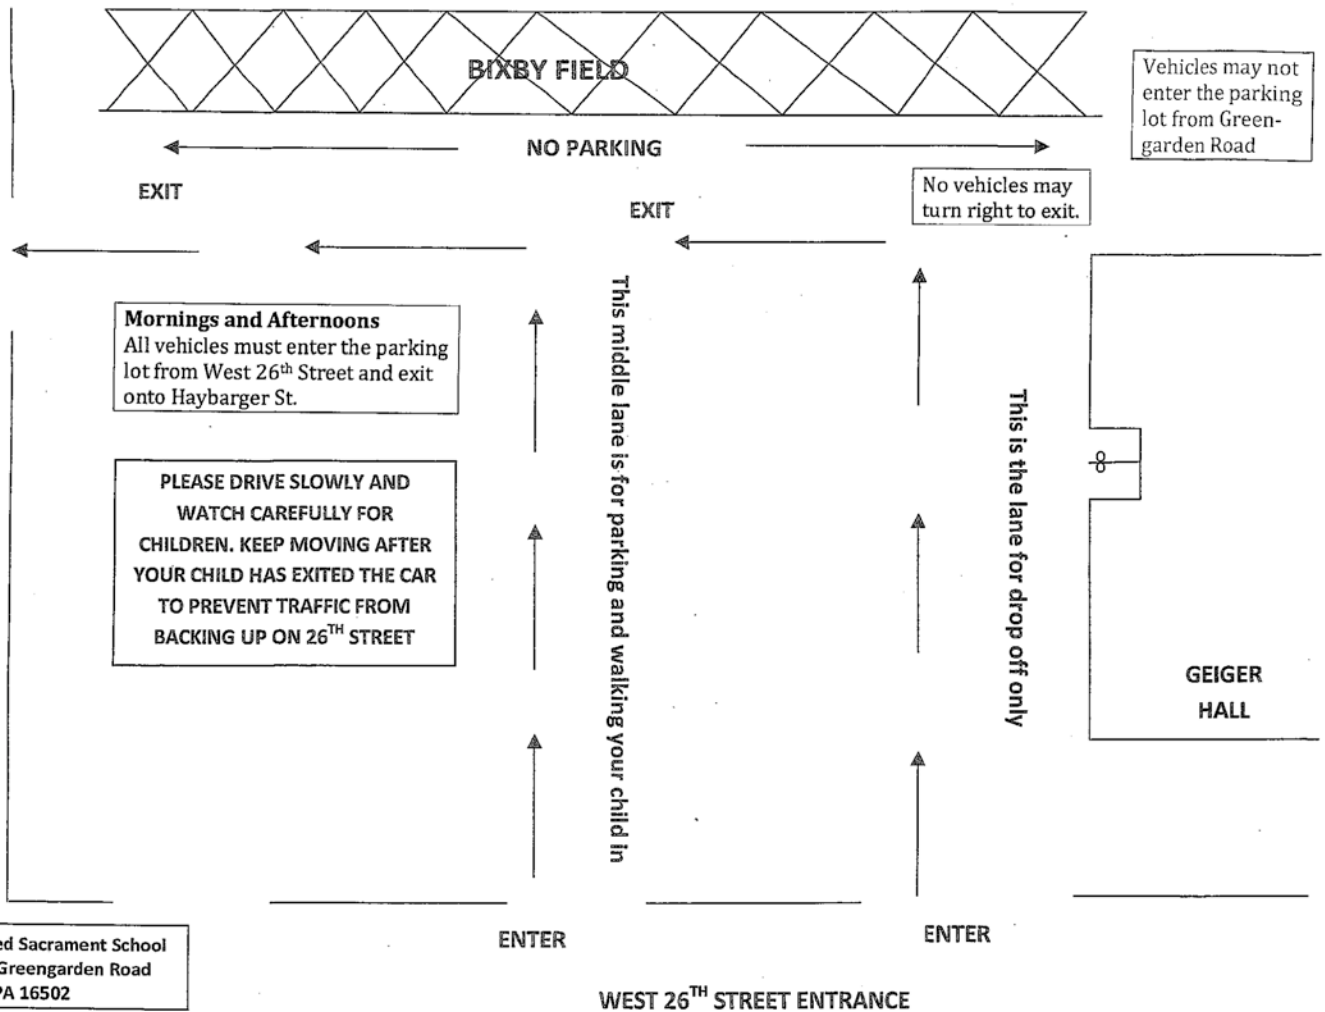 BIXBY FIELD
Vehicles may not
enter the parking
lot from Green-
garden Road
NO PARKING
EXIT
EXIT
No vehicles may
turn right to exit.
Mornings and Afternoons
All vehicles must enter the parking
lot from West 26th Street and exit
onto Haybarger St.
This middle lane is for parking and walking your child in
This is the lane for drop off only
PLEASE DRIVE SLOWLY AND
WATCH CAREFULLY FOR
CHILDREN. KEEP MOVING AFTER
YOUR CHILD HAS EXITED THE CAR
TO PREVENT TRAFFIC FROM
BACKING UP ON 26TH STREET
GEIGER
HALL
ed Sacrament School
Greengarden Road
PA 16502
ENTER
ENTER
WEST 26TH STREET ENTRANCE